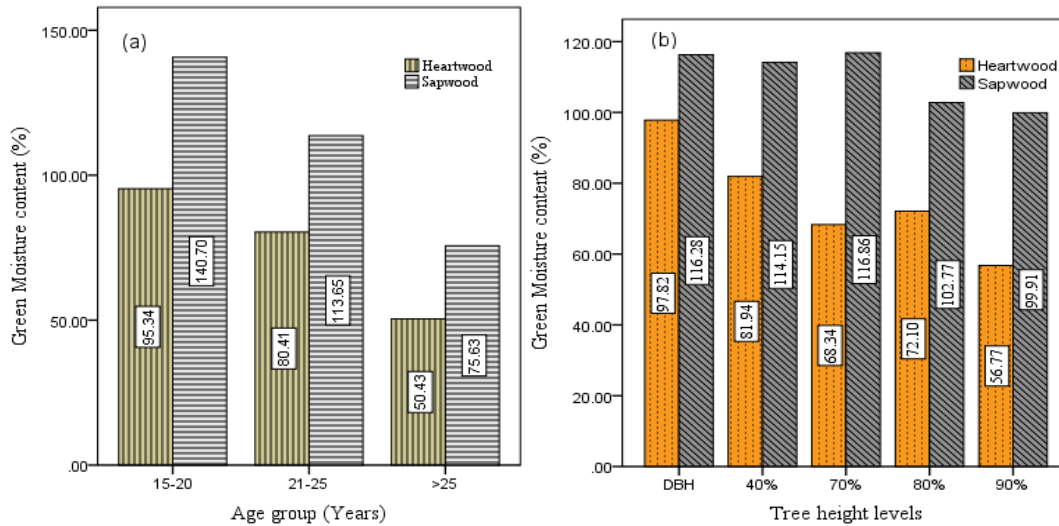 (a)
Heartwood
Sapwood
Green Moisture content (%)
150.00
100.00
50.00
.00
95.34
140.70
80.41
113.65
50.43
75.63
15-20 21-25 >25
Age group (Years)
(b)
Heartwood
Sapwood
Green Moisture content (%)
120.00
100.00
80.00
60.00
40.00
20.00
.00
97.82
116.28
81.94
114.15
68.34
116.86
72.10
102.77
56.77
99.91
DBH 40% 70% 80% 90%
Tree height levels